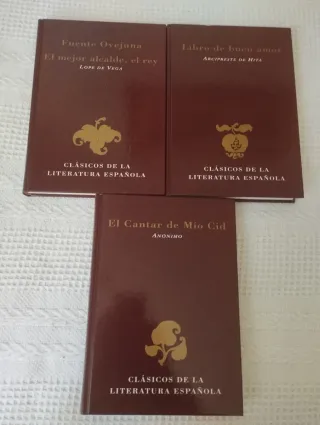 Fuente Ovejuna
El mejor alcalde, el rey
LOPE DE VEGA
CLÁSICOS DE LA
LITERATURA ESPAÑOLA
Libro de buen amor
ARCIPRESTE DE HITA
CLÁSICOS DE LA
LITERATURA ESPAÑOLA
El Cantar de Mio Cid
ANÓNIMO
CLÁSICOS DE LA
LITERATURA ESPAÑOLA